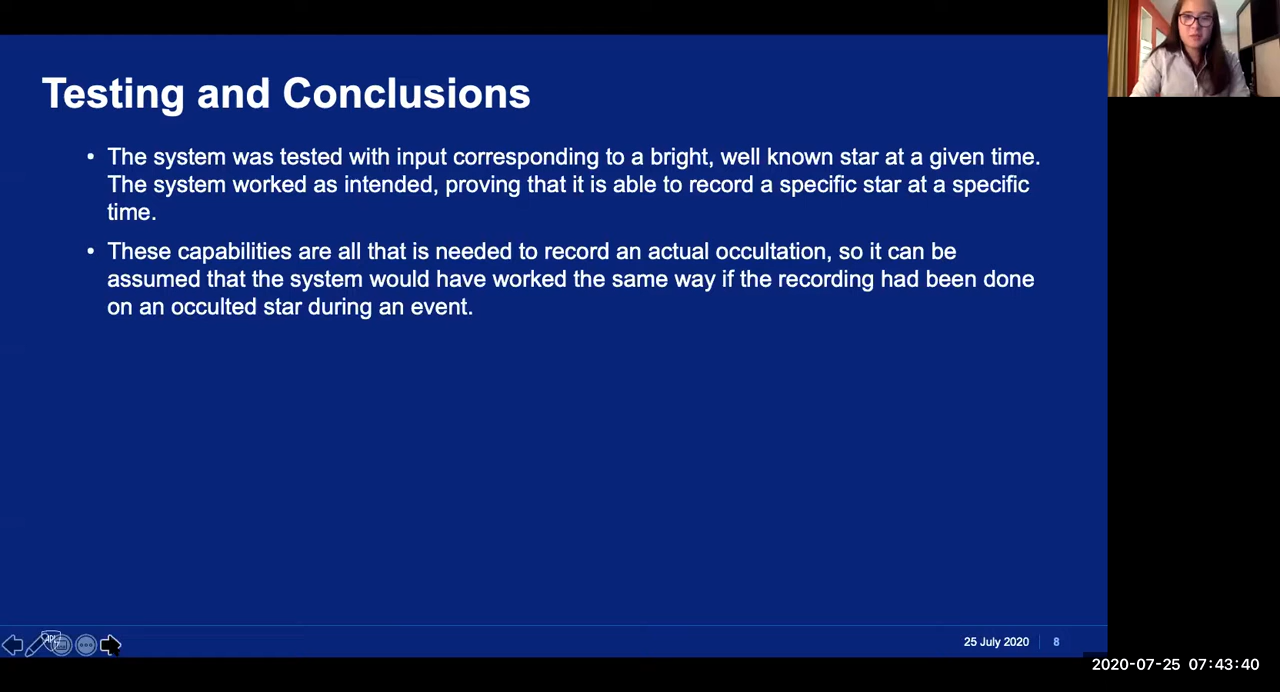 Testing and Conclusions
• The system was tested with input corresponding to a bright, well known star at a given time.
The system worked as intended, proving that it is able to record a specific star at a specific
time.
• These capabilities are all that is needed to record an actual occultation, so it can be
assumed that the system would have worked the same way if the recording had been done
on an occulted star during an event.
APL
25 July 2020 8
2020-07-25 07:43:40